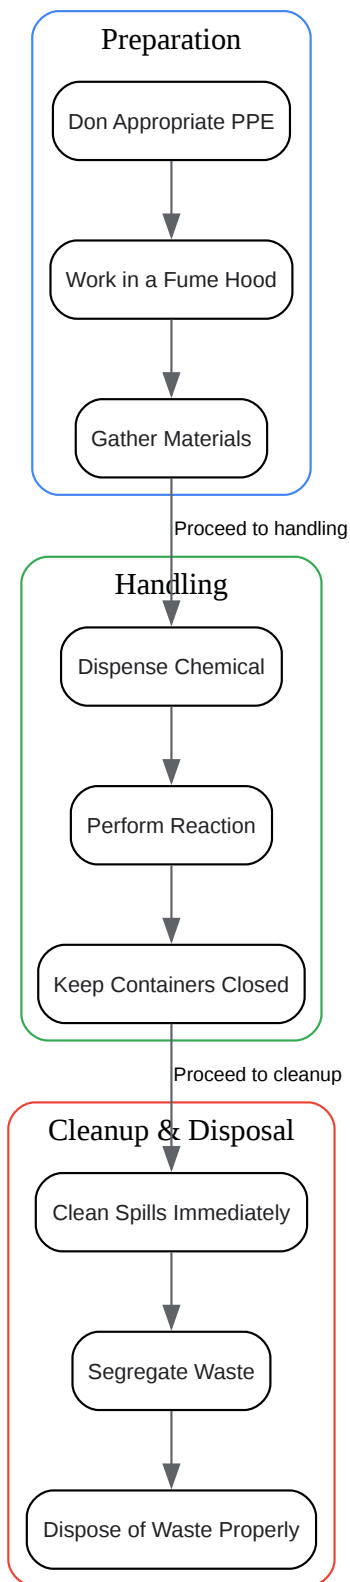 Preparation
Don Appropriate PPE
Work in a Fume Hood
Gather Materials
Proceed to handling
Handling
Dispense Chemical
Perform Reaction
Keep Containers Closed
Proceed to cleanup
Cleanup & Disposal
Clean Spills Immediately
Segregate Waste
Dispose of Waste Properly